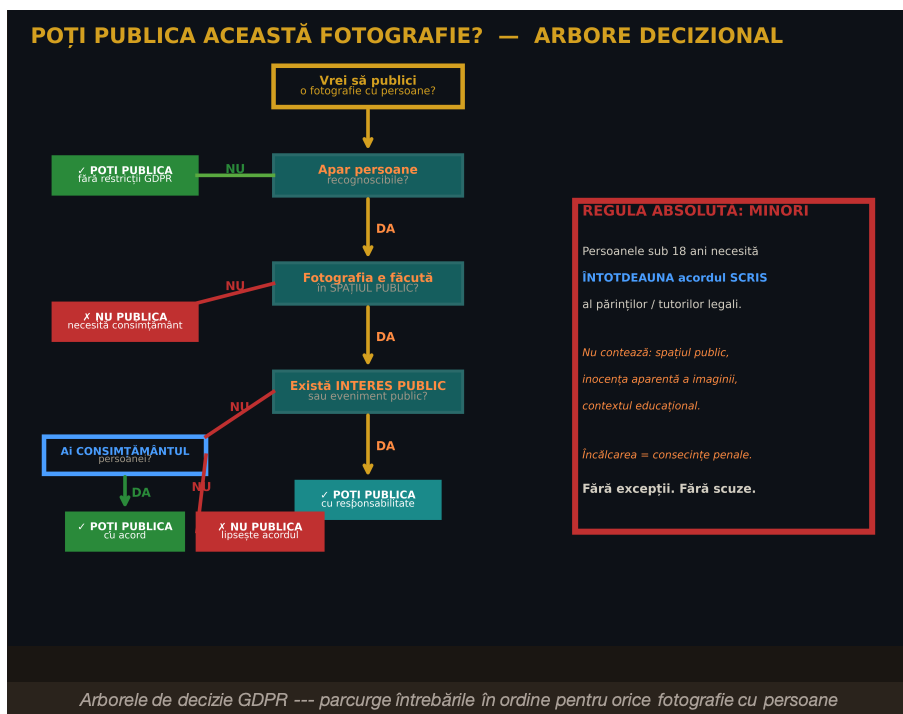 POȚI PUBLICA ACEASTĂ FOTOGRAFIE? — ARBORE DECIZIONAL
Vrei să publici
o fotografie cu persoane?
✓ POȚI PUBLICA
fără restricții GDPR
NU
Apar persoane
recognoscibile?
DA
REGULA ABSOLUTĂ: MINORI
Persoanele sub 18 ani necesită
ÎNTOTDEAUNA acordul SCRIS
al părinților / tutorilor legali.
Nu contează: spațiul public,
inocența aparentă a imaginii,
contextul educațional.
Încălcarea = consecințe penale.
Fără excepții. Fără scuze.
Fotografia e făcută
în SPAȚIUL PUBLIC?
NU
✗ NU PUBLICA
necesită consimțământ
DA
Există INTERES PUBLIC
sau eveniment public?
NU
DA
Ai CONSIMȚĂMÂNTUL
persoanei?
DA
NU
✓ POȚI PUBLICA
cu responsabilitate
✓ POȚI PUBLICA
cu acord
✗ NU PUBLICA
lipsește acordul
Arborele de decizie GDPR --- parcurge întrebările în ordine pentru orice fotografie cu persoane